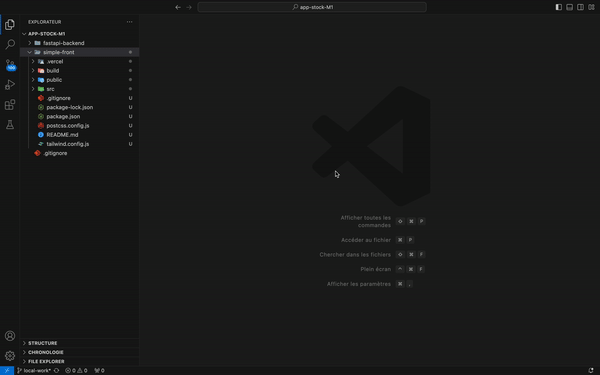 app-stock-M1
EXPLORATEUR
APP-STOCK-M1
fastapi-backend
simple-front
.vercel
build
public
src
.gitignore U
package-lock.json U
package.json U
postcss.config.js U
README.md U
tailwind.config.js U
.gitignore
100
Afficher toutes les
commandes ⇧ ⌘ P
Accéder au fichier ⌘ P
Chercher dans les fichiers ⇧ ⌘ F
Plein écran ^ ⌘ F
Afficher les paramètres ⌘ ,
STRUCTURE
CHRONOLOGIE
FILE EXPLORER
local-work* 0 0 0